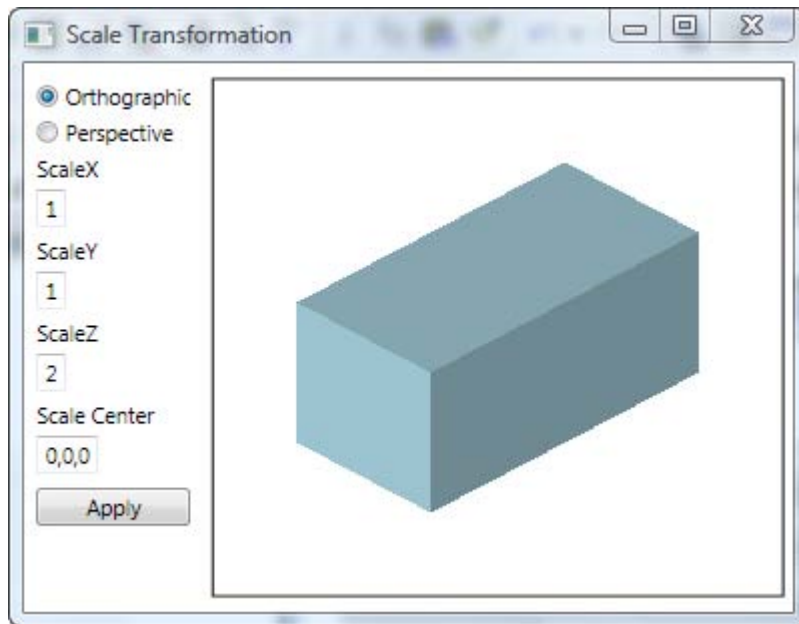 Scale Transformation
Orthographic
Perspective
ScaleX
1
ScaleY
1
ScaleZ
2
Scale Center
0,0,0
Apply